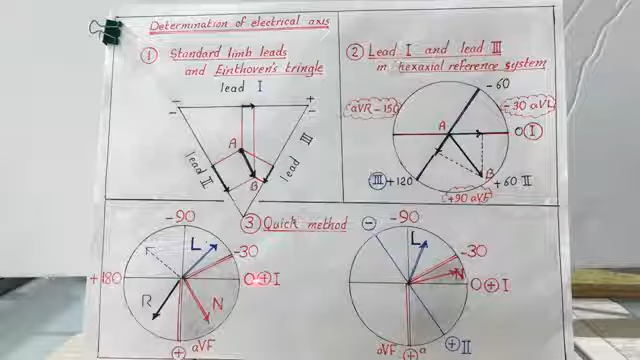 Determination of electrical axis
① Standard limb leads
and Einthoven's tringle
lead I
− +
− −
lead II
lead III
A
B
② Lead I and lead III
in hexaxial reference system
−60
aVR −150
−30 aVL
A
0 Ⓘ
B
III +120
+60 II
+90 aVF
③ Quick method
−90
L
−30
+180
0 ⊕ I
R
N
⊕ aVF
⊖
−90
L
−30
N
0 ⊕ I
⊕ II
aVF ⊕ a